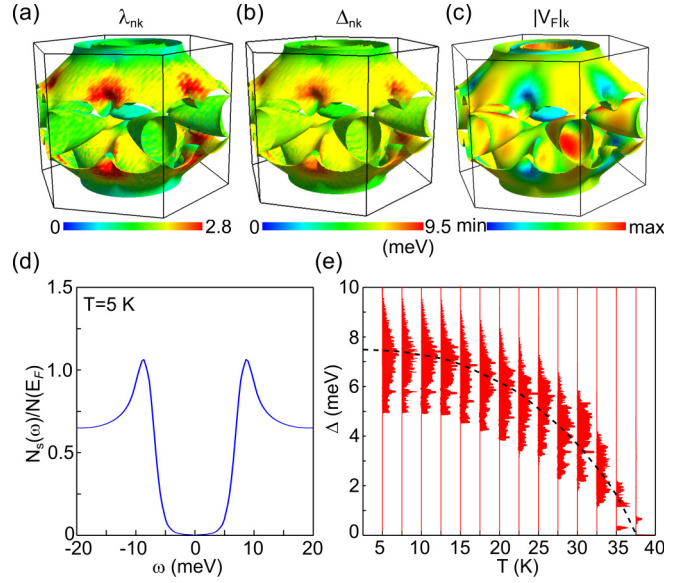 (a) λnk (b) Δnk (c) |VF|k
0 2.8 0 9.5 min max
(meV)
(d) (e)
1.5
1.0
0.5
0
T=5 K
Ns(ω)/N(EF)
-20 -10 0 10 20
ω (meV)
10
8
6
4
2
0
Δ (meV)
5 10 15 20 25 30 35 40
T (K)